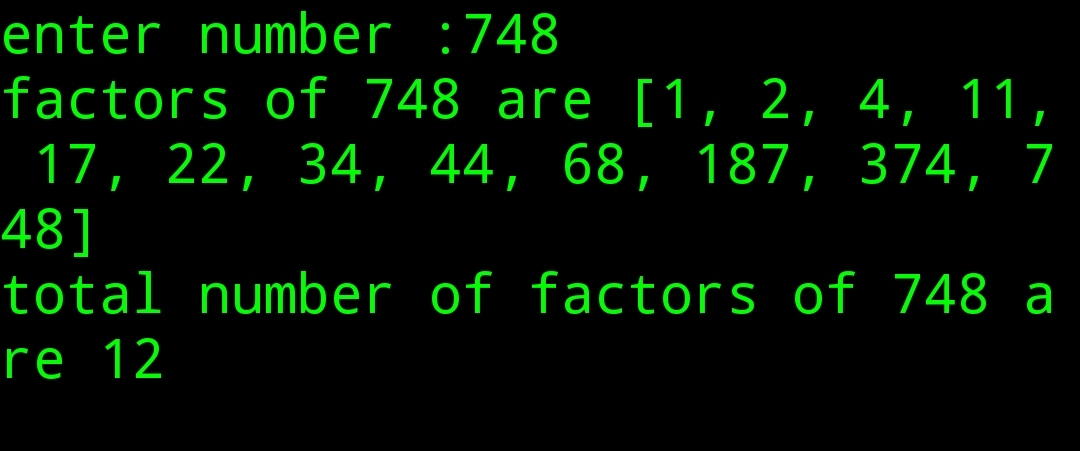 enter number :748
factors of 748 are [1, 2, 4, 11,
 17, 22, 34, 44, 68, 187, 374, 7
48]
total number of factors of 748 a
re 12